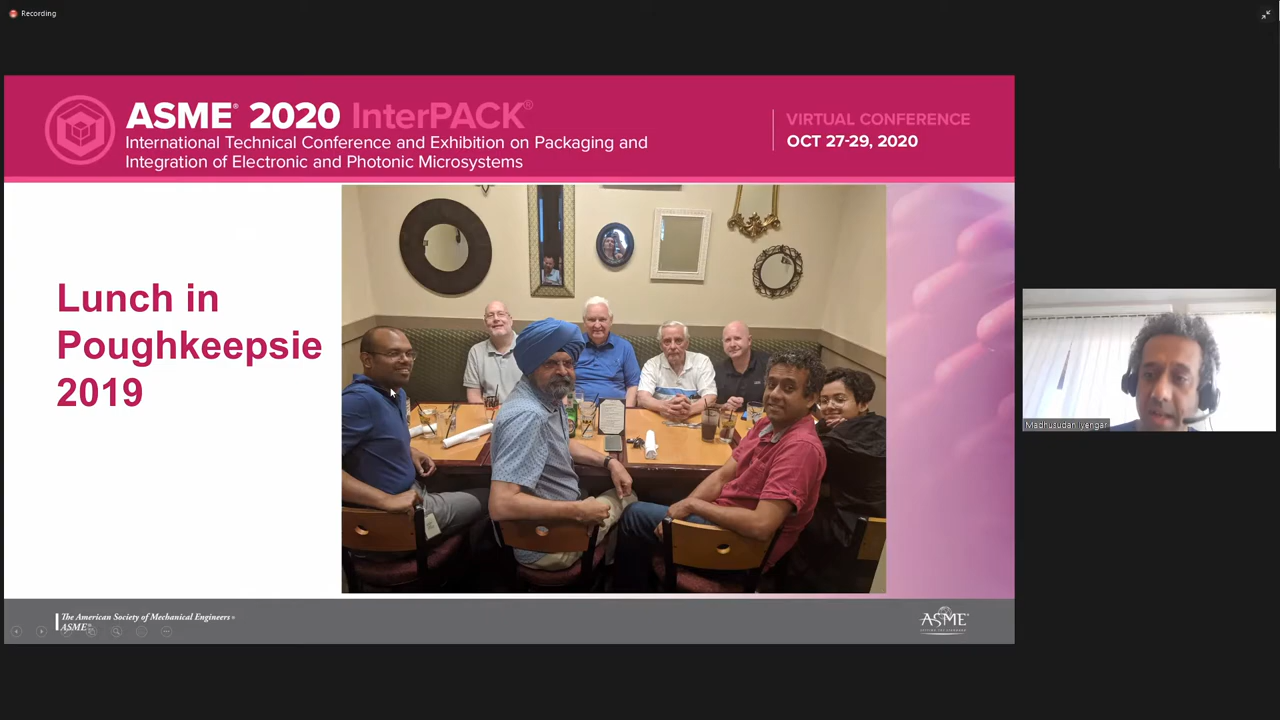 Recording
ASME® 2020 InterPACK®
International Technical Conference and Exhibition on Packaging and
Integration of Electronic and Photonic Microsystems
VIRTUAL CONFERENCE
OCT 27-29, 2020
Lunch in
Poughkeepsie
2019
Madhusudan Iyengar
The American Society of Mechanical Engineers®
ASME®
ASME®